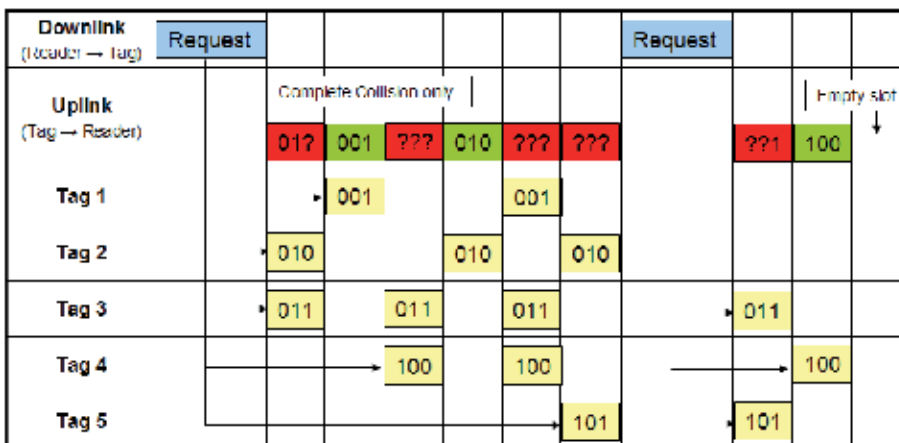 Downlink
(Reader → Tag)
Request
Request
Complete Collision only
Empty slot
Uplink
(Tag → Reader)
01? 001 ??? 010 ??? ??? ??1 100
Tag 1 001 001
Tag 2 010 010 010
Tag 3 011 011 011 011
Tag 4 100 100 100
Tag 5 101 101